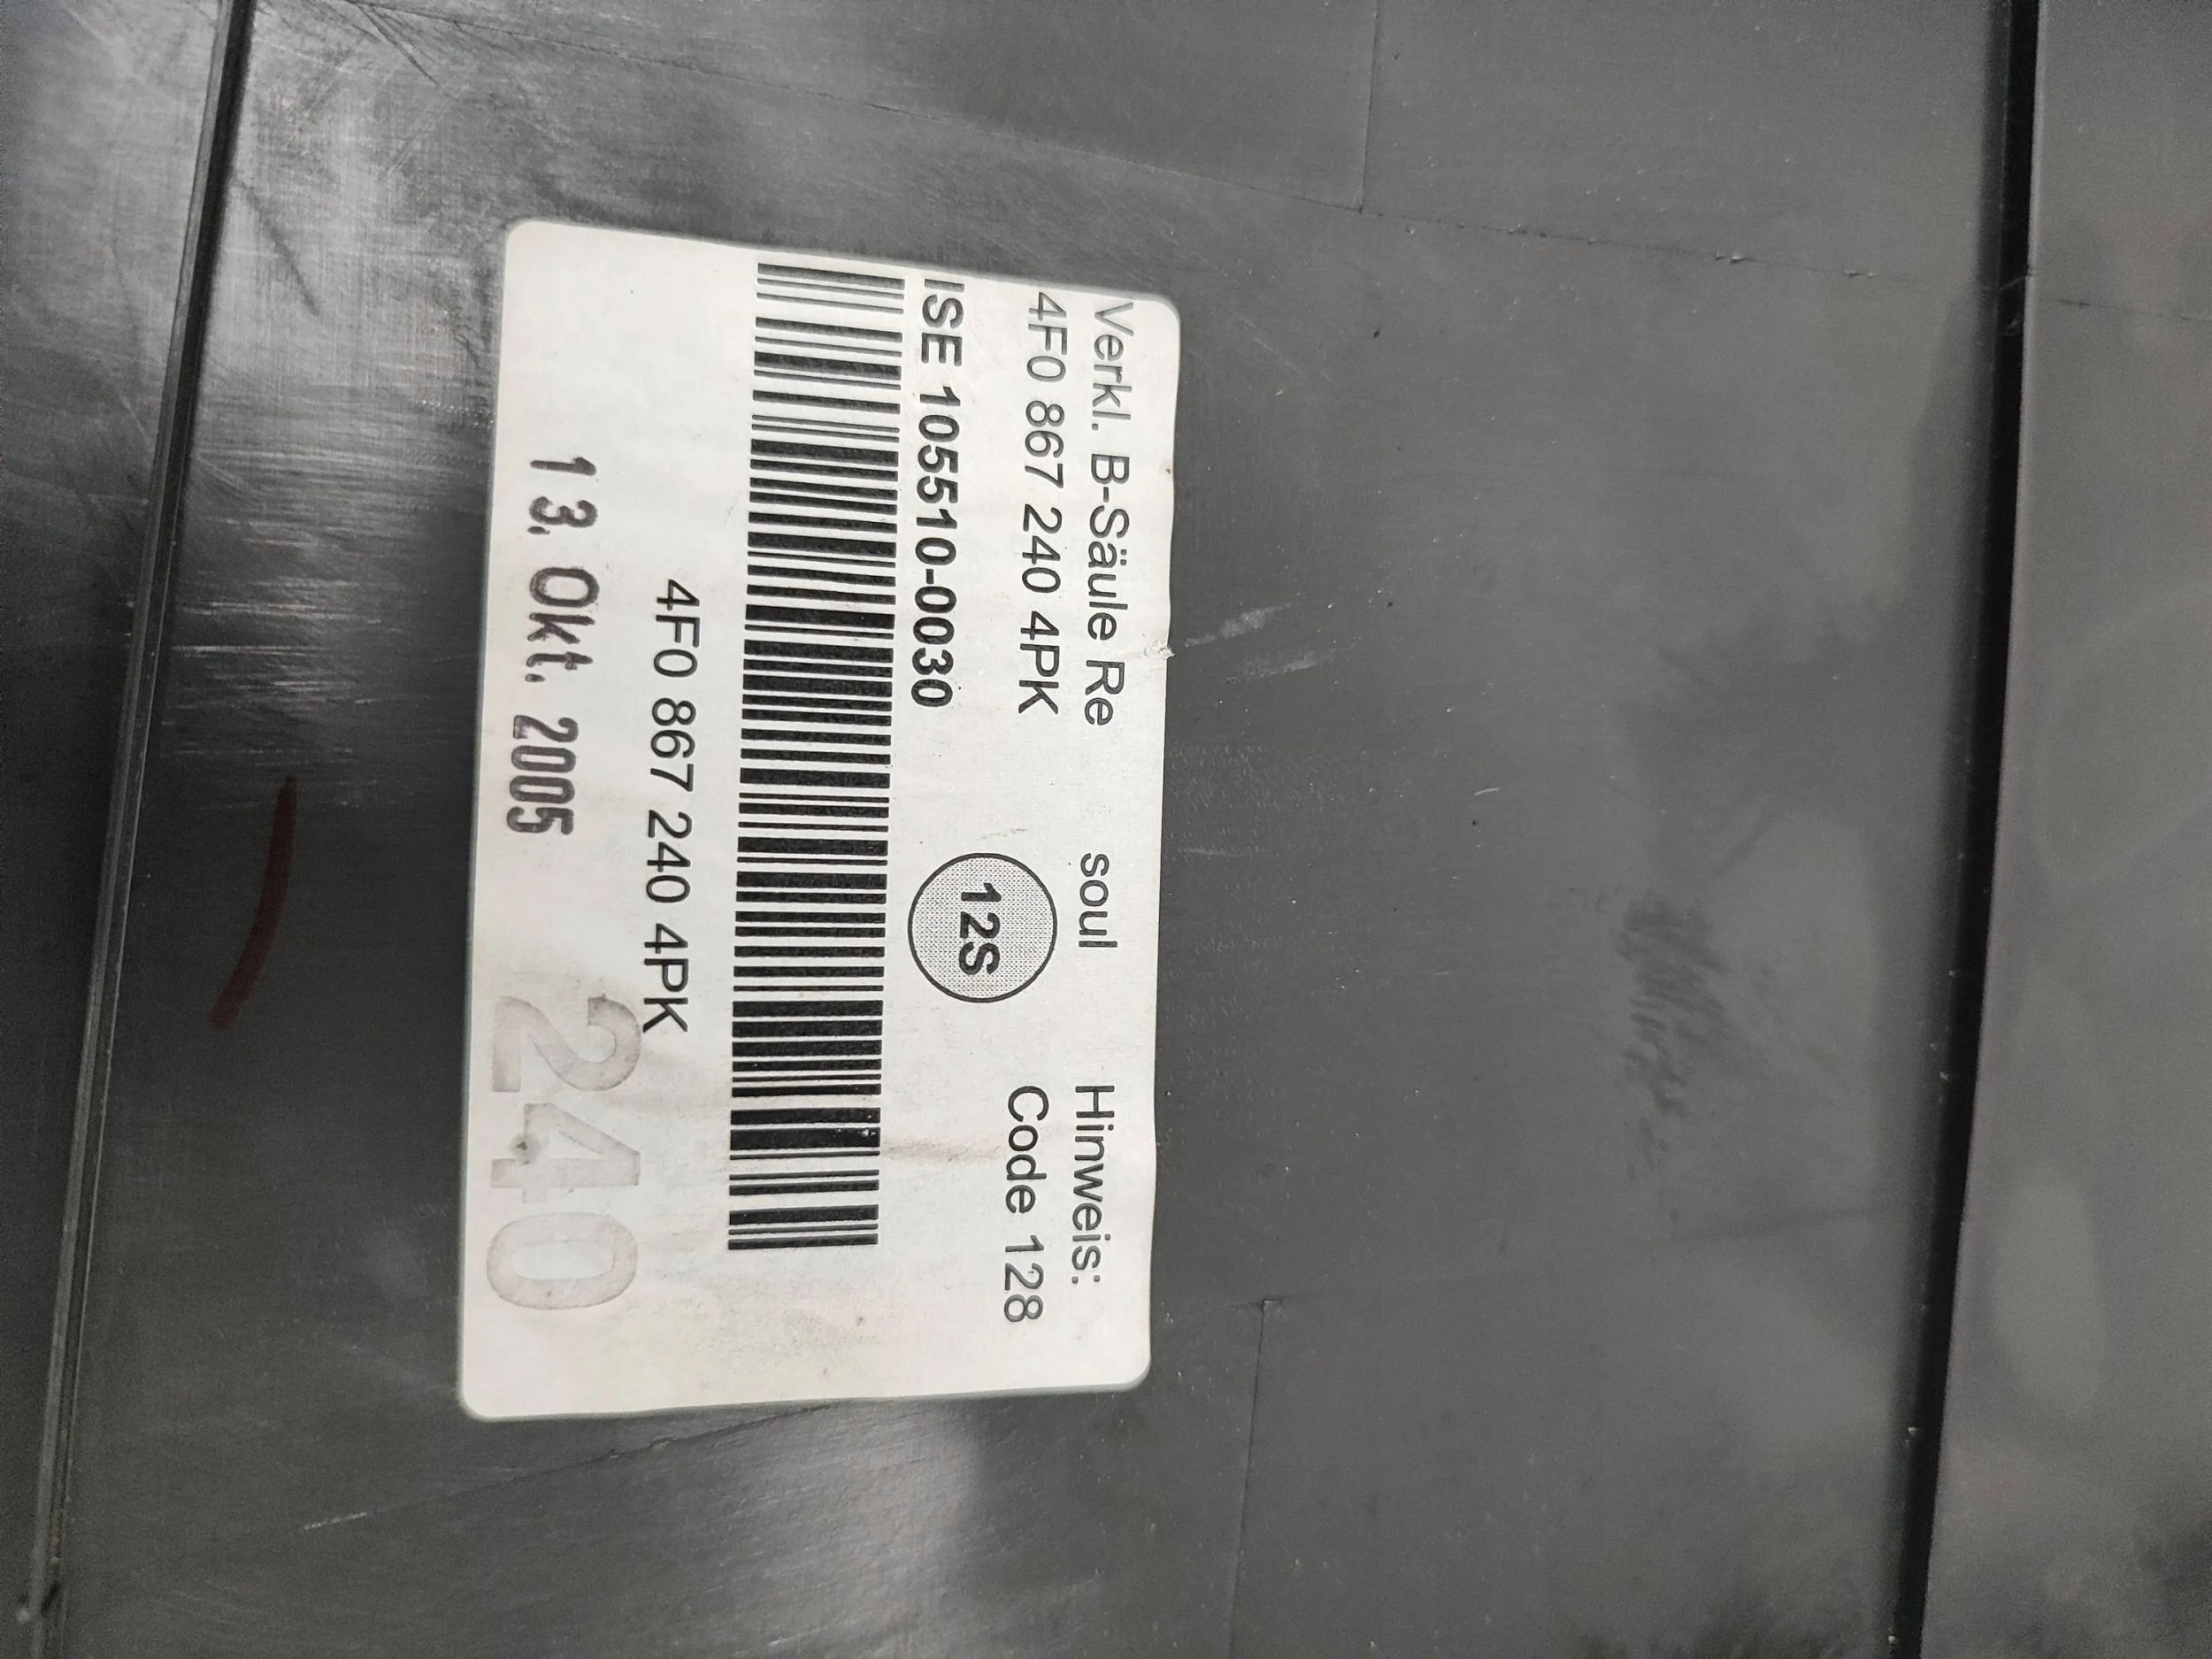 Verkl. B-Säule Re soul Hinweis:
4F0 867 240 4PK Code 128
12S
ISE 105510-0030
4F0 867 240 4PK
13. Okt. 2005
240